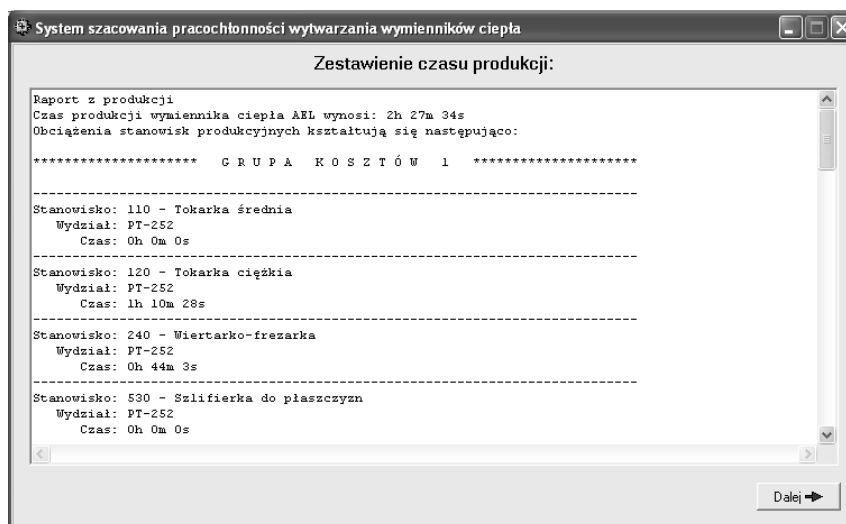 System szacowania pracochłonności wytwarzania wymienników ciepła
Zestawienie czasu produkcji:
Raport z produkcji
Czas produkcji wymiennika ciepła AEL wynosi: 2h 27m 34s
Obciążenia stanowisk produkcyjnych kształtują się następująco:
********************* G R U P A K O S Z T Ó W 1 *********************
-----------------------------------------------------------------------------
Stanowisko: 110 - Tokarka średnia
Wydział: PT-252
Czas: 0h 0m 0s
-----------------------------------------------------------------------------
Stanowisko: 120 - Tokarka ciężkia
Wydział: PT-252
Czas: 1h 10m 28s
-----------------------------------------------------------------------------
Stanowisko: 240 - Wiertarko-frezarka
Wydział: PT-252
Czas: 0h 44m 3s
-----------------------------------------------------------------------------
Stanowisko: 530 - Szlifierka do płaszczyzn
Wydział: PT-252
Czas: 0h 0m 0s
Dalej